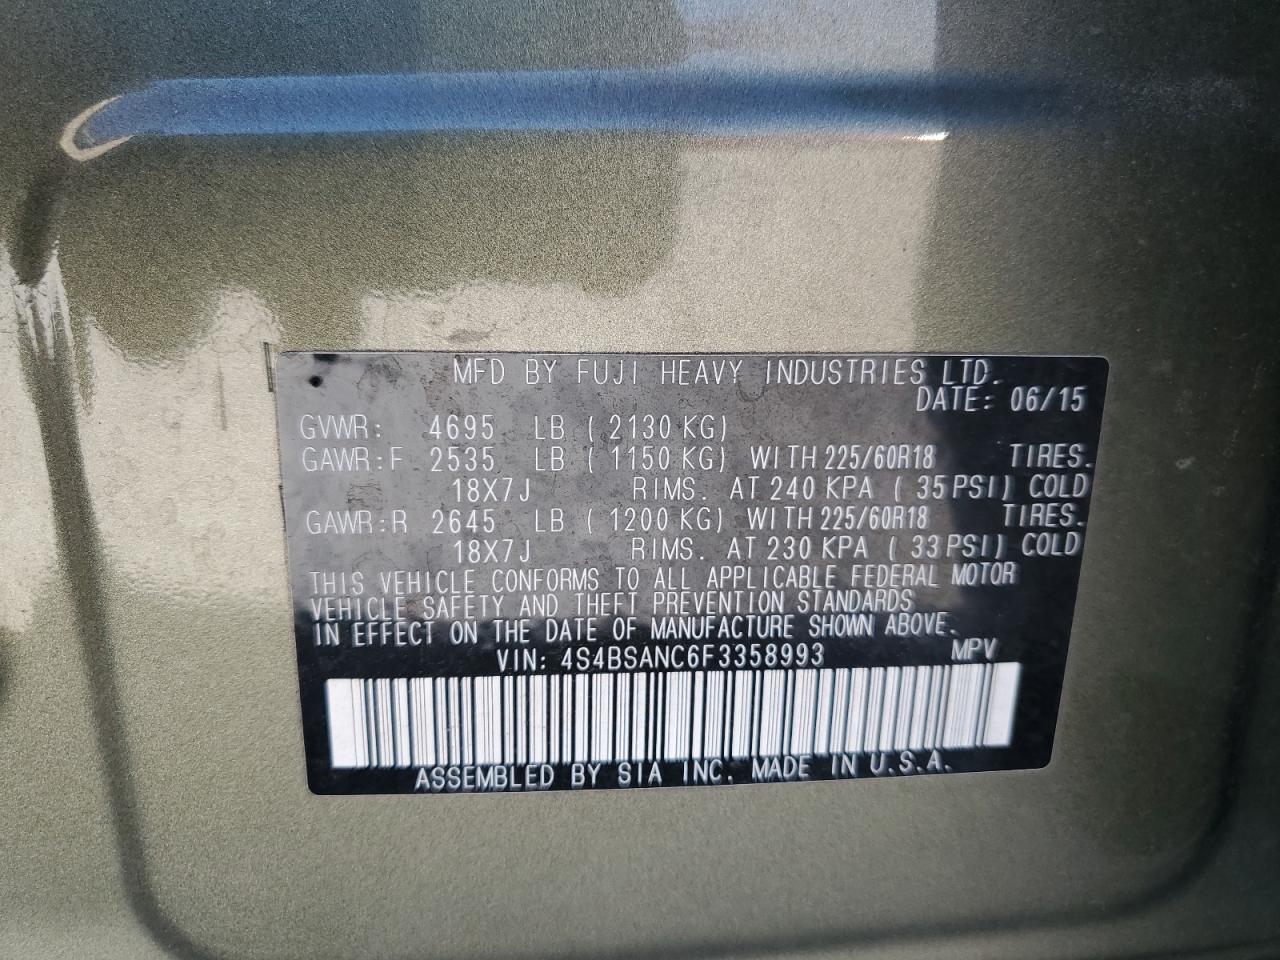 MFD BY FUJI HEAVY INDUSTRIES LTD.
DATE: 06/15
GVWR: 4695 LB ( 2130 KG)
GAWR:F 2535 LB ( 1150 KG) WITH 225/60R18 TIRES.
18X7J RIMS. AT 240 KPA ( 35 PSI) COLD
GAWR:R 2645 LB ( 1200 KG) WITH 225/60R18 TIRES.
18X7J RIMS. AT 230 KPA ( 33 PSI) COLD
THIS VEHICLE CONFORMS TO ALL APPLICABLE FEDERAL MOTOR
VEHICLE SAFETY AND THEFT PREVENTION STANDARDS
IN EFFECT ON THE DATE OF MANUFACTURE SHOWN ABOVE.
VIN: 4S4BSANC6F3358993 MPV
ASSEMBLED BY SIA INC. MADE IN U.S.A.